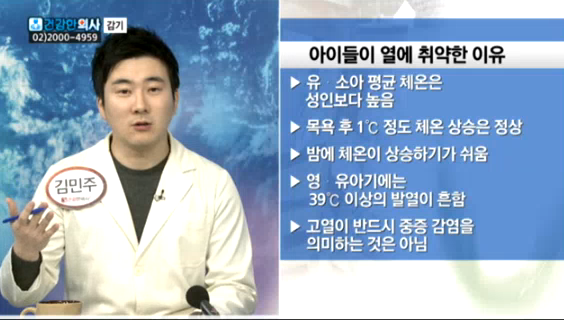 건강한의사 감기
02)2000-4959
김민주
아이들이 열에 취약한 이유
▶ 유 · 소아 평균 체온은
성인보다 높음
▶ 목욕 후 1℃ 정도 체온 상승은 정상
▶ 밤에 체온이 상승하기가 쉬움
▶ 영 · 유아기에는
39℃ 이상의 발열이 흔함
▶ 고열이 반드시 중증 감염을
의미하는 것은 아님